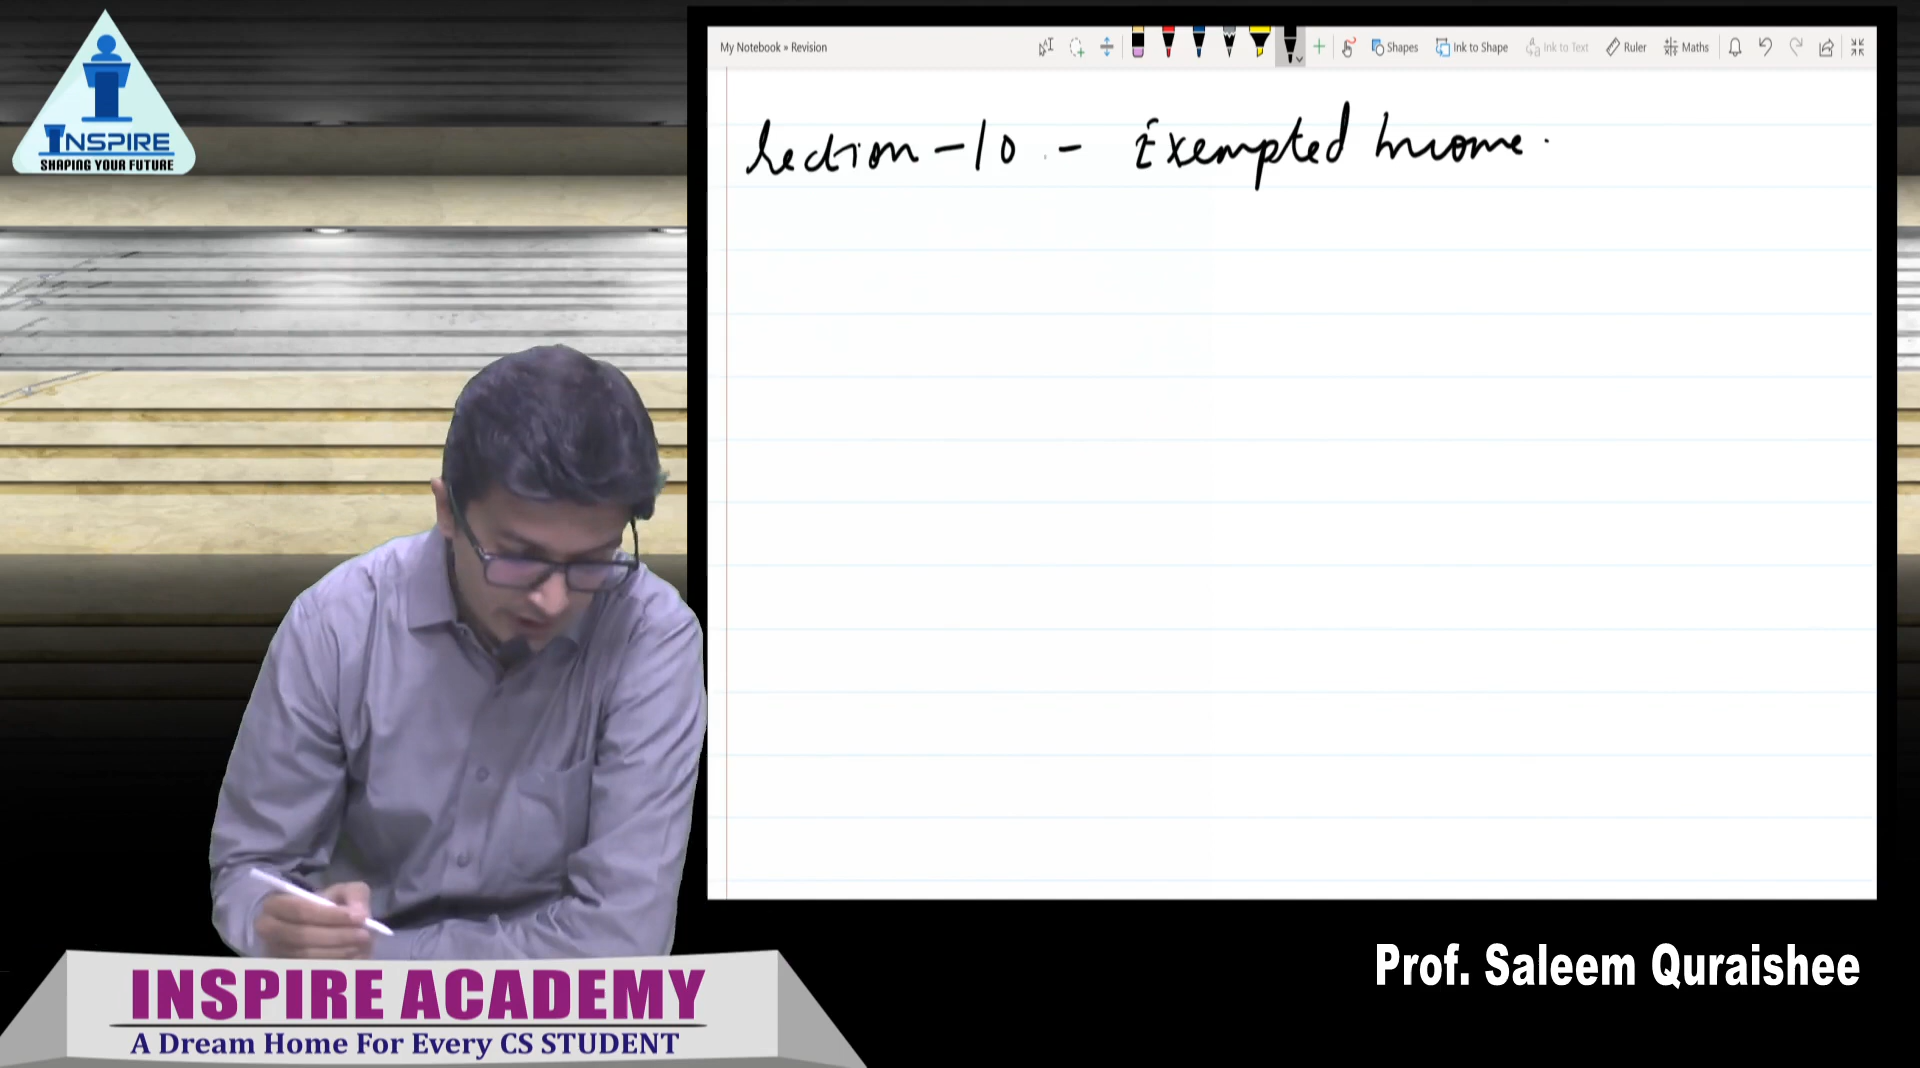 INSPIRE
SHAPING YOUR FUTURE
My Notebook » Revision
Shapes
Ink to Shape
Ink to Text
Ruler
Maths
Section - 10 - Exempted Income.
INSPIRE ACADEMY
A Dream Home For Every CS STUDENT
Prof. Saleem Quraishee